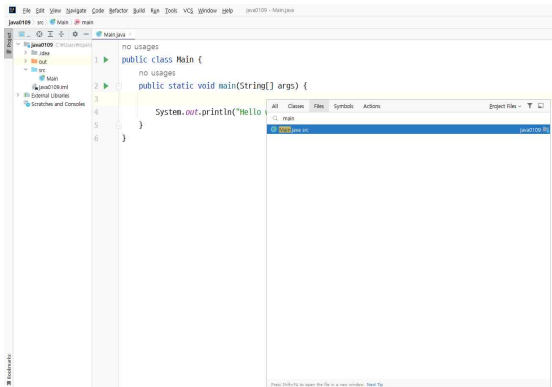 File Edit View Navigate Code Refactor Build Run Tools VCS Window Help java0109 - Main.java
java0109 src Main main
Project
Main.java
java0109
.idea
out
src
Main
java0109.iml
External Libraries
Scratches and Consoles
no usages
1 public class Main {
no usages
2 public static void main(String[] args) {
3
4 System.out.println("Hello
5 }
6 }
All Classes Files Symbols Actions Project Files
main
Main.java src java0109
Press Shift+F4 to open the file in a new window. Next Tip
Bookmarks